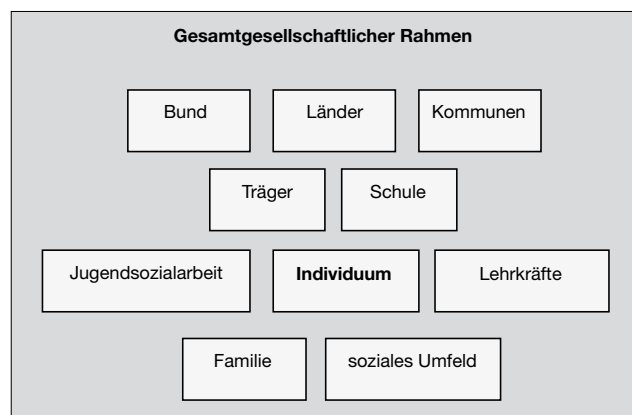 Gesamtgesellschaftlicher Rahmen
Bund Länder Kommunen
Träger Schule
Jugendsozialarbeit Individuum Lehrkräfte
Familie soziales Umfeld